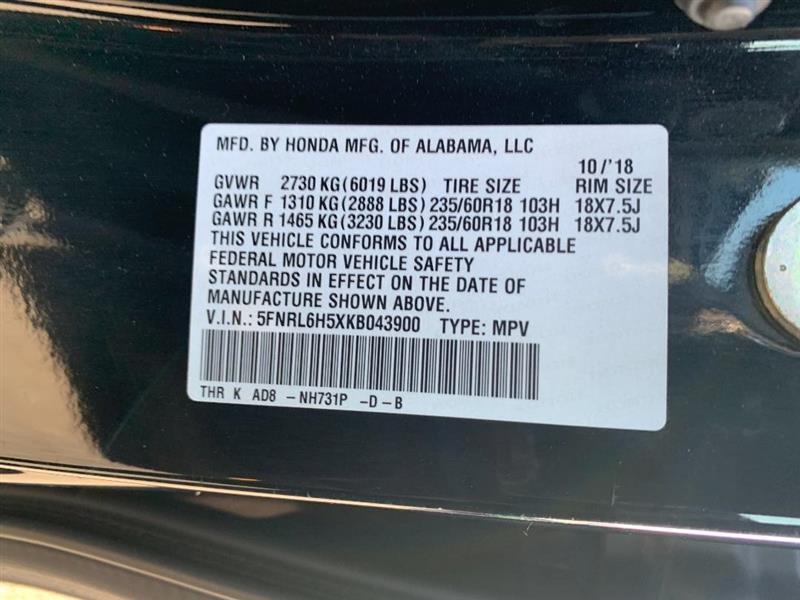 MFD. BY HONDA MFG. OF ALABAMA, LLC
10/'18
GVWR 2730 KG(6019 LBS) TIRE SIZE RIM SIZE
GAWR F 1310 KG(2888 LBS) 235/60R18 103H 18X7.5J
GAWR R 1465 KG(3230 LBS) 235/60R18 103H 18X7.5J
THIS VEHICLE CONFORMS TO ALL APPLICABLE
FEDERAL MOTOR VEHICLE SAFETY
STANDARDS IN EFFECT ON THE DATE OF
MANUFACTURE SHOWN ABOVE.
V.I.N.: 5FNRL6H5XKB043900 TYPE: MPV
THR K AD8 -NH731P -D-B